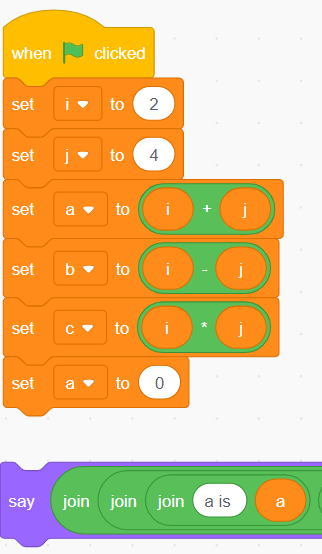 when clicked
set i to 2
set j to 4
set a to i + j
set b to i - j
set c to i * j
set a to 0
say join join join a is a